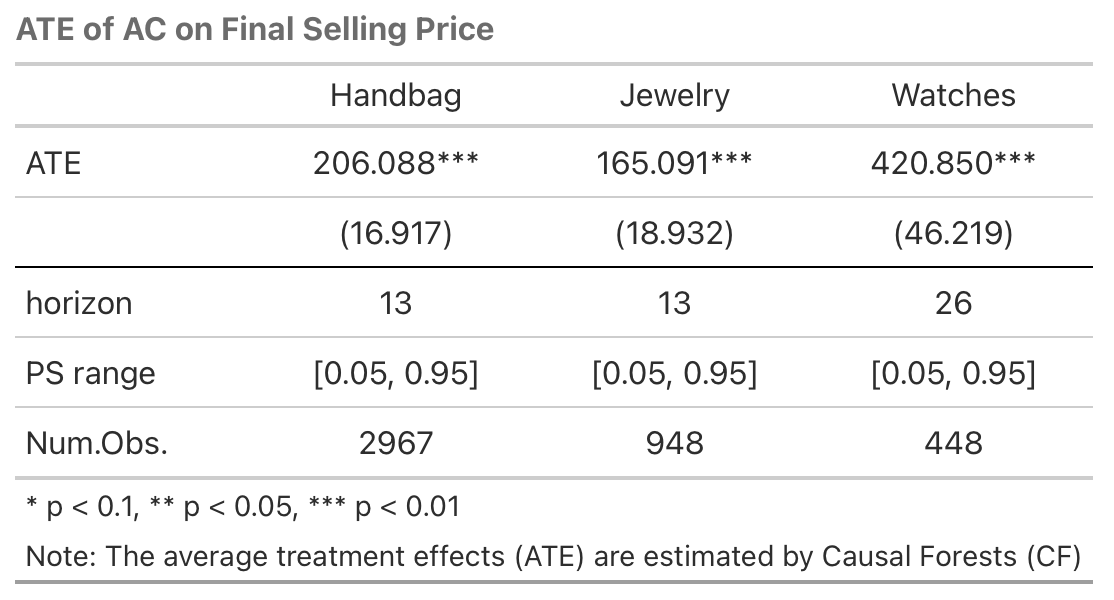 ATE of AC on Final Selling Price
Handbag Jewelry Watches
ATE 206.088*** 165.091*** 420.850***
(16.917) (18.932) (46.219)
horizon 13 13 26
PS range [0.05, 0.95] [0.05, 0.95] [0.05, 0.95]
Num.Obs. 2967 948 448
* p < 0.1, ** p < 0.05, *** p < 0.01
Note: The average treatment effects (ATE) are estimated by Causal Forests (CF)